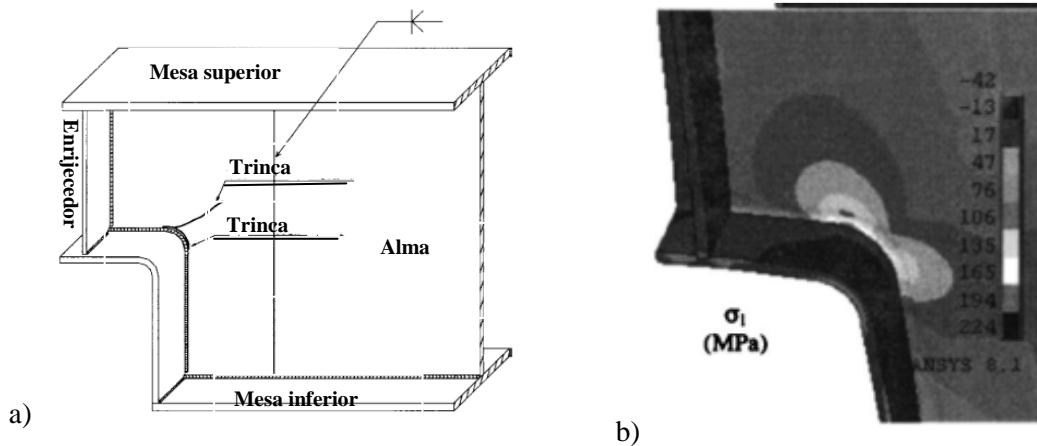 Mesa superior
Enrijecedor
Trinca
Trinca
Alma
Mesa inferior
a)
-42
-13
17
47
76
106
135
165
194
224
σ₁
(MPa)
ANSYS 8.1
b)